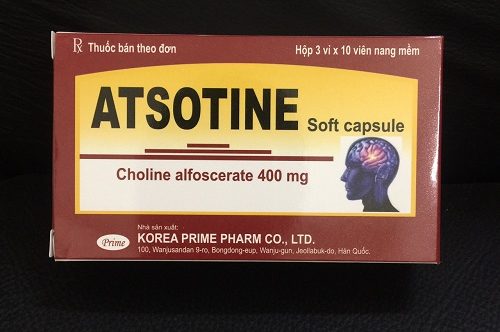 Rx Thuốc bán theo đơn
Hộp 3 vỉ x 10 viên nang mềm
ATSOTINE
Soft capsule
Choline alfoscerate 400 mg
Prime
Nhà sản xuất:
KOREA PRIME PHARM CO., LTD.
100, Wanjusandan 9-ro, Bongdong-eup, Wanju-gun, Jeollabuk-do, Hàn Quốc.